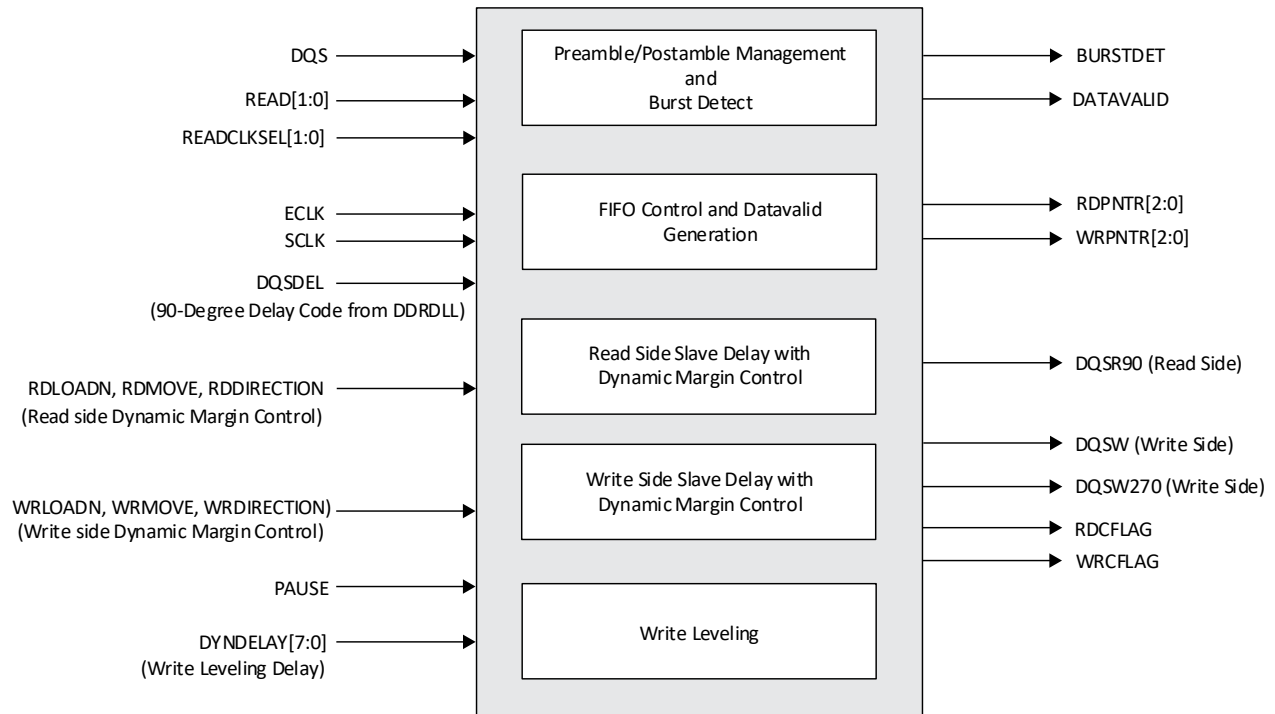 DQS
READ[1:0]
READCLKSEL[1:0]
ECLK
SCLK
DQSDEL
(90-Degree Delay Code from DDRDLL)
RDLOADN, RDMOVE, RDDIRECTION
(Read side Dynamic Margin Control)
WRLOADN, WRMOVE, WRDIRECTION)
(Write side Dynamic Margin Control)
PAUSE
DYNDELAY[7:0]
(Write Leveling Delay)
Preamble/Postamble Management
and
Burst Detect
FIFO Control and Datavalid
Generation
Read Side Slave Delay with
Dynamic Margin Control
Write Side Slave Delay with
Dynamic Margin Control
Write Leveling
BURSTDET
DATAVALID
RDPNTR[2:0]
WRPNTR[2:0]
DQSR90 (Read Side)
DQSW (Write Side)
DQSW270 (Write Side)
RDCFLAG
WRCFLAG